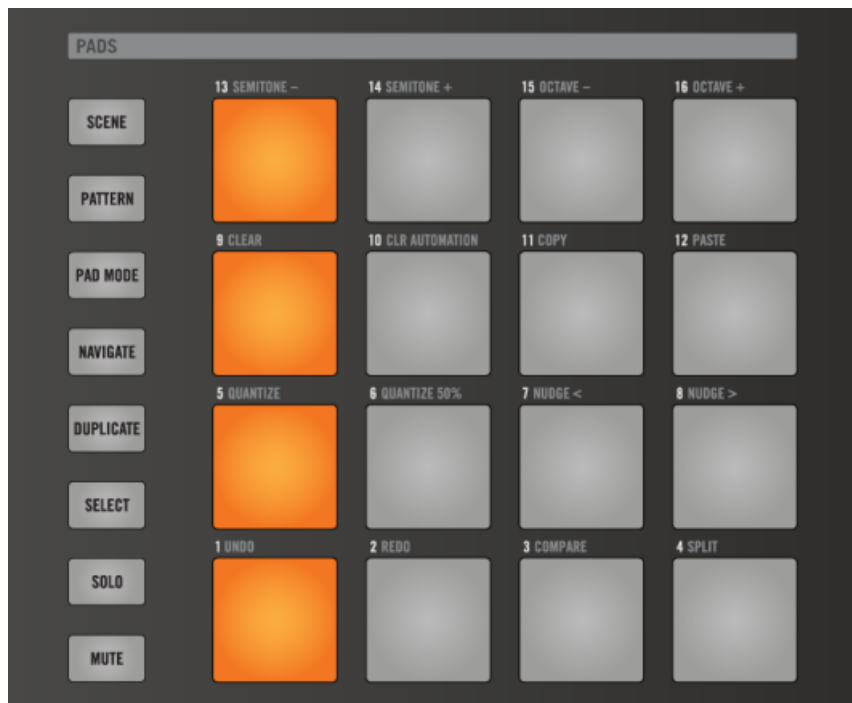 PADS
13 SEMITONE – 14 SEMITONE + 15 OCTAVE – 16 OCTAVE +
SCENE
PATTERN
9 CLEAR 10 CLR AUTOMATION 11 COPY 12 PASTE
PAD MODE
NAVIGATE
5 QUANTIZE 6 QUANTIZE 50% 7 NUDGE < 8 NUDGE >
DUPLICATE
SELECT
1 UNDO 2 REDO 3 COMPARE 4 SPLIT
SOLO
MUTE